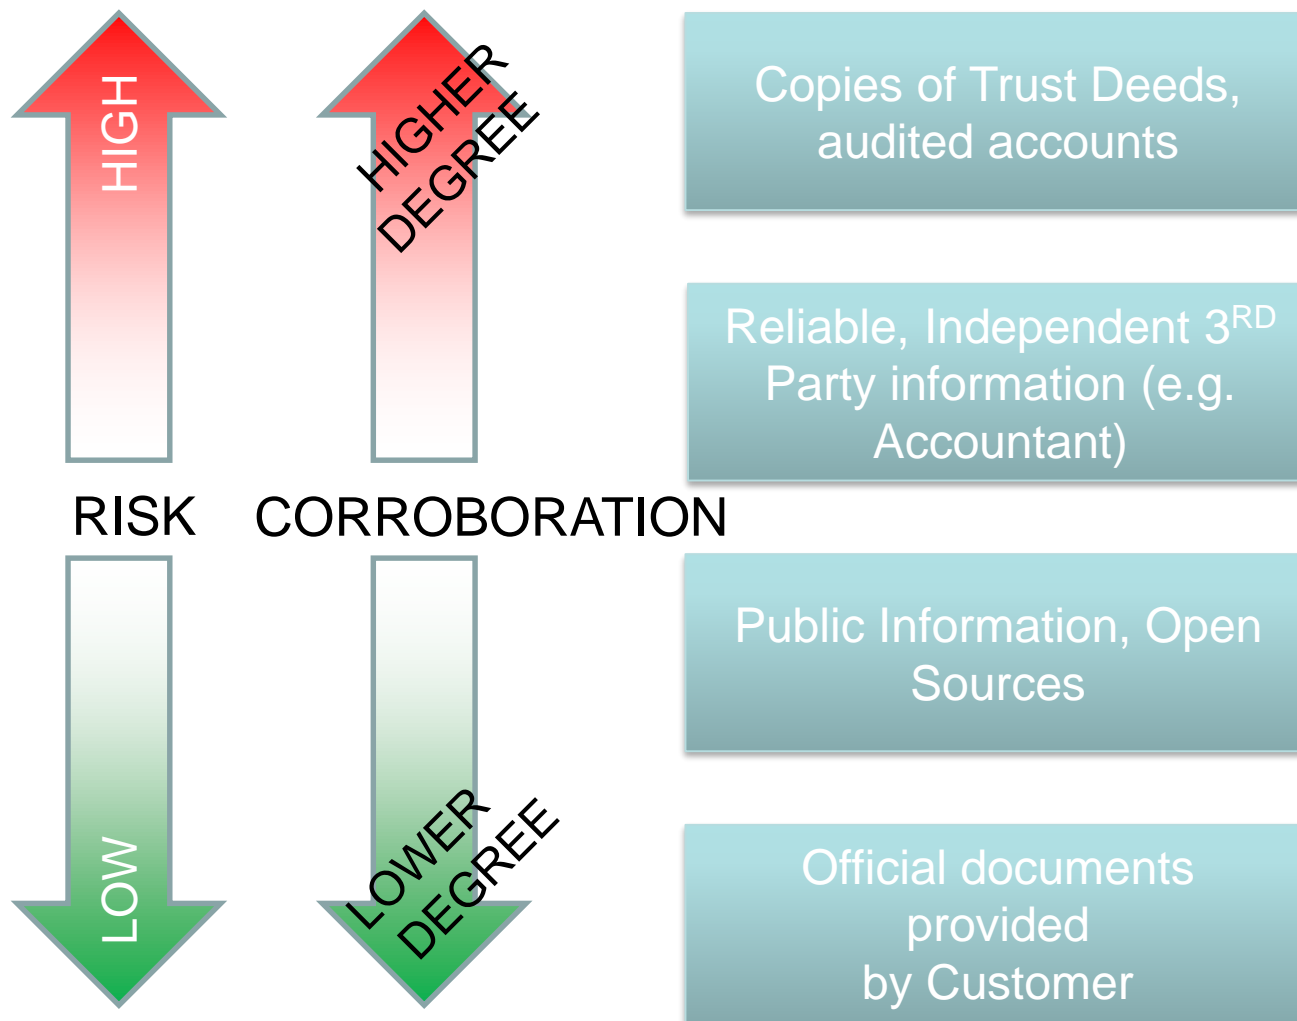 HIGH
HIGHER
DEGREE
Copies of Trust Deeds,
audited accounts
Reliable, Independent 3RD
Party information (e.g.
Accountant)
RISK
CORROBORATION
Public Information, Open
Sources
LOW
LOWER
DEGREE
Official documents
provided
by Customer